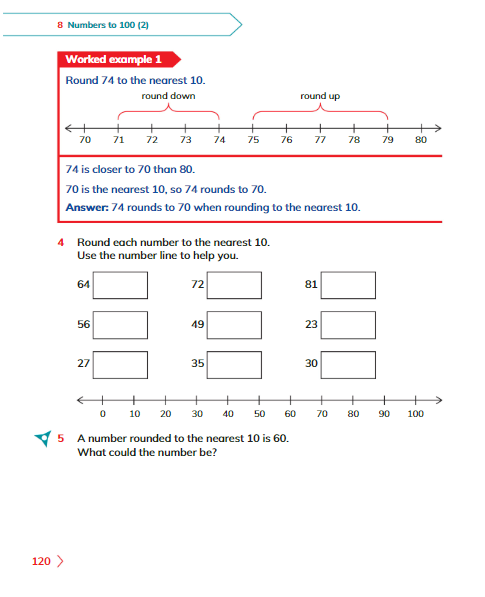 8 Numbers to 100 (2)
Worked example 1
Round 74 to the nearest 10.
round down round up
70 71 72 73 74 75 76 77 78 79 80
74 is closer to 70 than 80.
70 is the nearest 10, so 74 rounds to 70.
Answer: 74 rounds to 70 when rounding to the nearest 10.
4 Round each number to the nearest 10.
Use the number line to help you.
64 72 81
56 49 23
27 35 30
0 10 20 30 40 50 60 70 80 90 100
5 A number rounded to the nearest 10 is 60.
What could the number be?
120